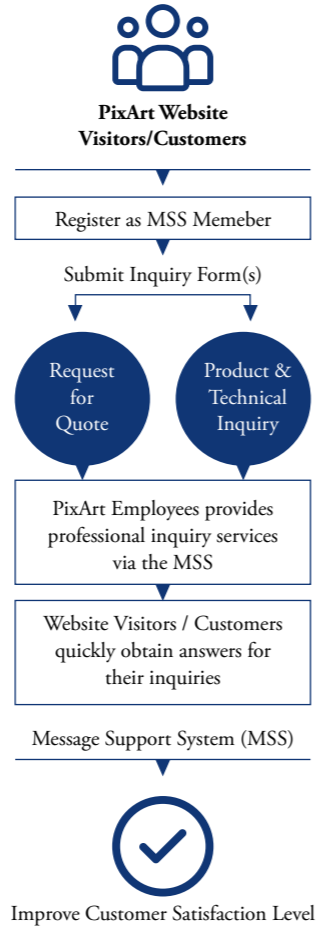 PixArt Website
Visitors/Customers
Register as MSS Memeber
Submit Inquiry Form(s)
Request
for
Quote
Product &
Technical
Inquiry
PixArt Employees provides
professional inquiry services
via the MSS
Website Visitors / Customers
quickly obtain answers for
their inquiries
Message Support System (MSS)
Improve Customer Satisfaction Level